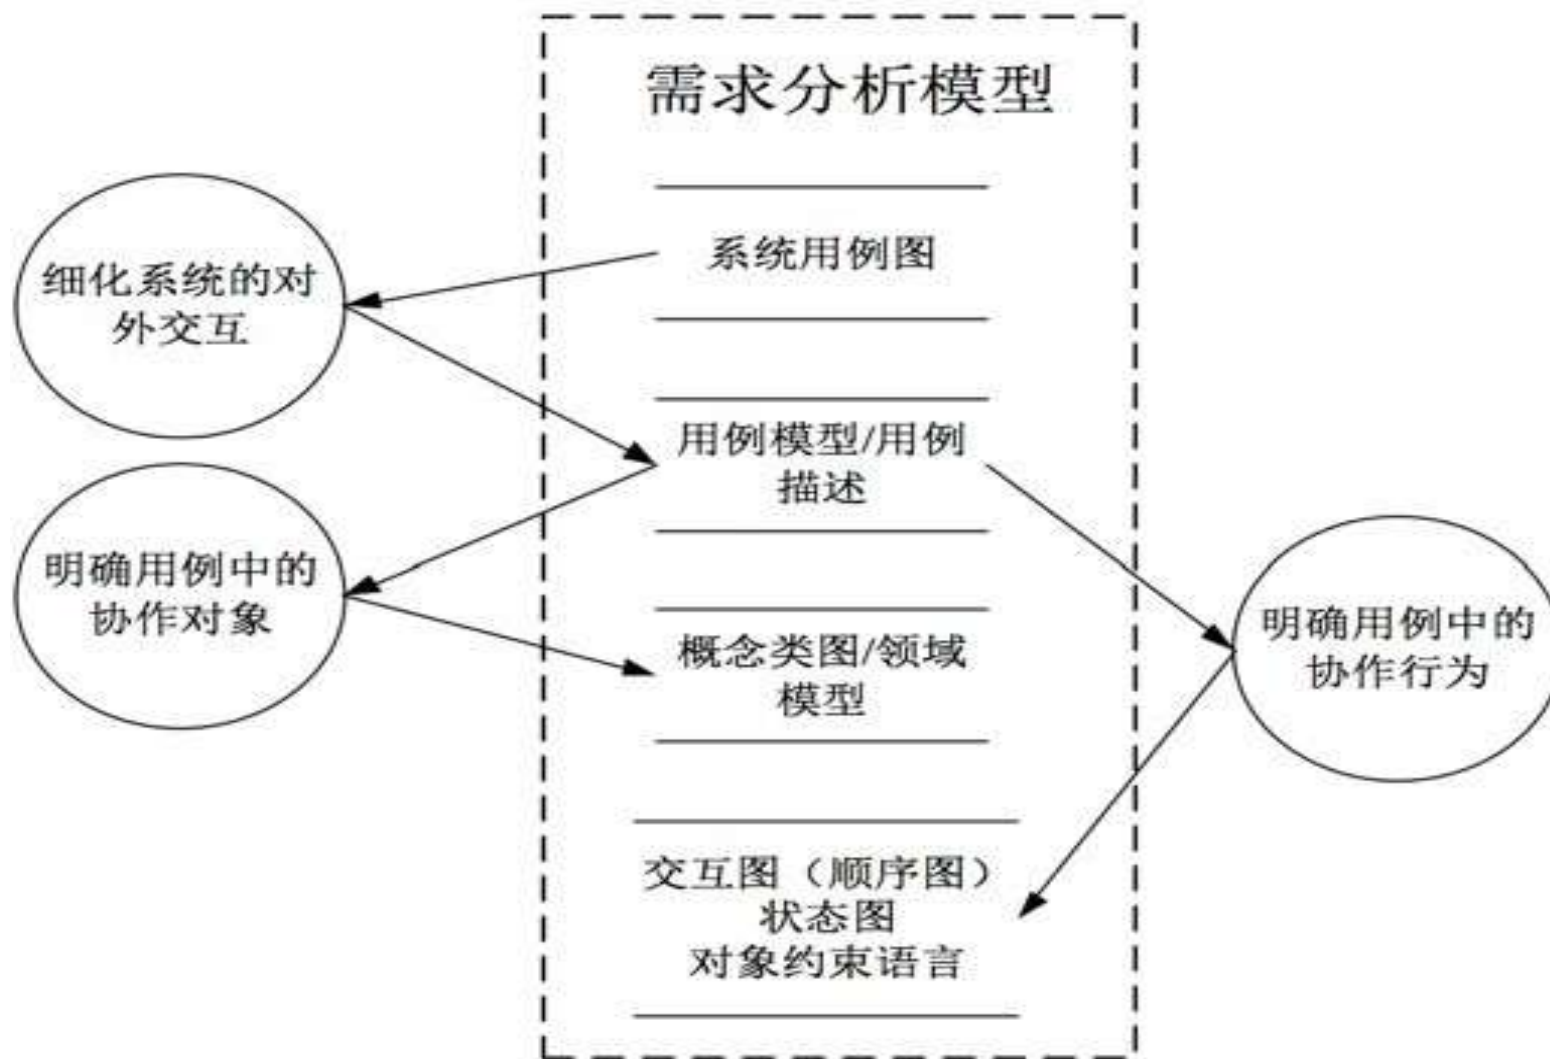 需求分析模型
系统用例图
细化系统的对
外交互
用例模型/用例
描述
明确用例中的
协作对象
概念类图/领域
模型
明确用例中的
协作行为
交互图（顺序图）
状态图
对象约束语言